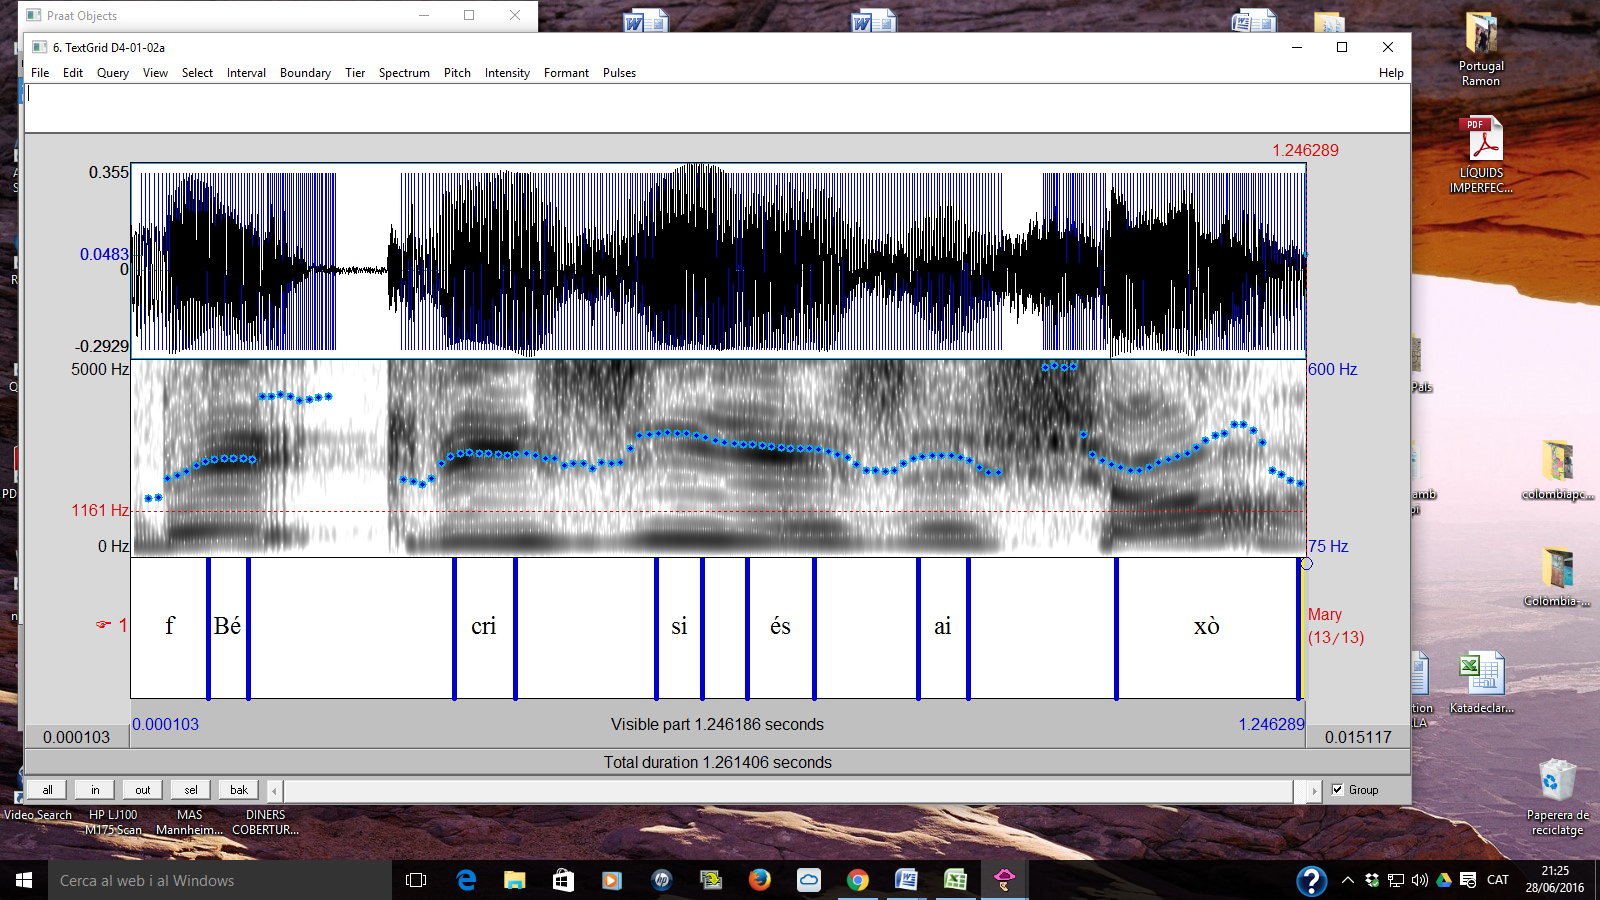 Praat Objects
6. TextGrid D4-01-02a
File Edit Query View Select Interval Boundary Tier Spectrum Pitch Intensity Formant Pulses Help
1.246289
0.355
0.0483
0
-0.2929
5000 Hz
600 Hz
1161 Hz
0 Hz
75 Hz
1
f Bé cri si és ai xò
Mary
(13/13)
0.000103 Visible part 1.246186 seconds 1.246289
0.000103
0.015117
Total duration 1.261406 seconds
all in out sel bak
Group
Portugal
Ramon
PDF
LÍQUIDS
IMPERFEC...
País
amb
colombiapc...
Colòmbia-...
tion
LA
Katadeclar...
Paperera de
reciclatge
Video Search
HP LJ100
M175 Scan
MAS
Mannheim...
DINERS
COBERTUR...
Cerca al web i al Windows
CAT
21:25
28/06/2016